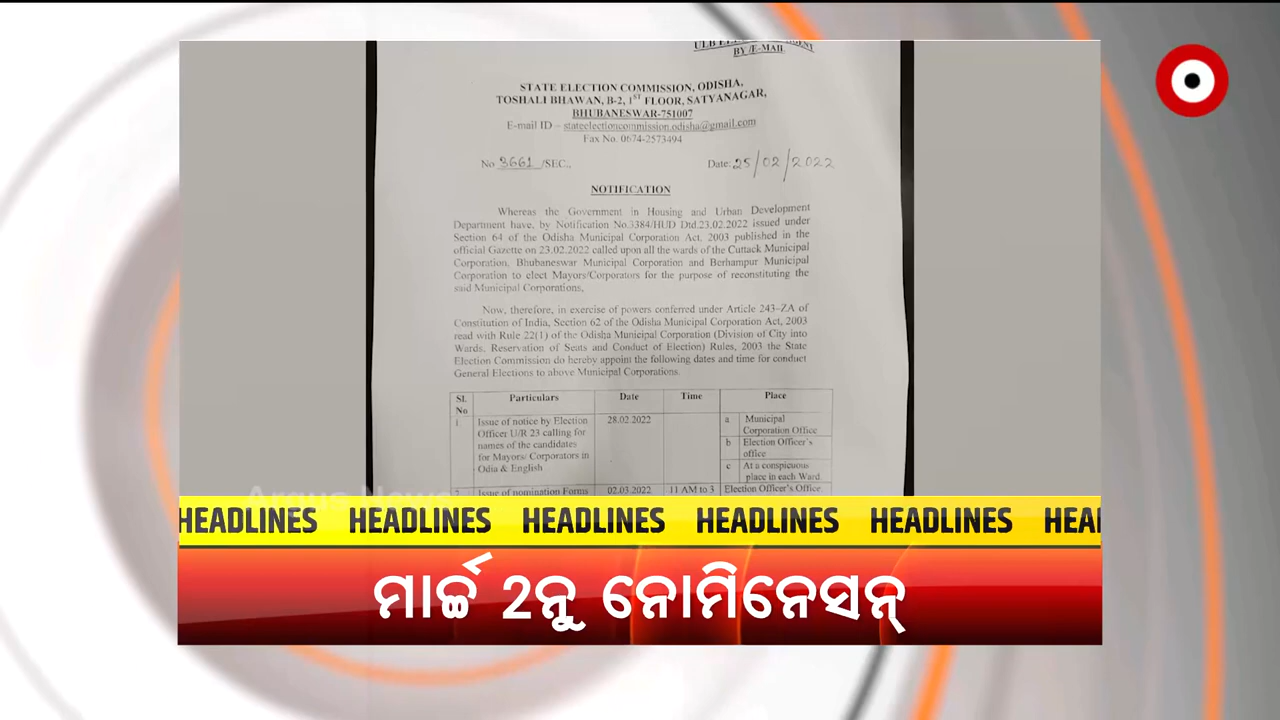 BY /E-MAIL
STATE ELECTION COMMISSION, ODISHA,
TOSHALI BHAWAN, B-2, 1ST FLOOR, SATYANAGAR,
BHUBANESWAR-751007
E-mail ID – stateelectioncommission.odisha@gmail.com
Fax No. 0674-2573494
No 3661 /SEC., Date: 25/02/2022
NOTIFICATION
Whereas the Government in Housing and Urban Development
Department have, by Notification No.3384/HUD Dtd.23.02.2022 issued under
Section 64 of the Odisha Municipal Corporation Act, 2003 published in the
official Gazette on 23.02.2022 called upon all the wards of the Cuttack Municipal
Corporation, Bhubaneswar Municipal Corporation and Berhampur Municipal
Corporation to elect Mayors/Corporators for the purpose of reconstituting the
said Municipal Corporations.
Now, therefore, in exercise of powers conferred under Article 243-ZA of
Constitution of India, Section 62 of the Odisha Municipal Corporation Act, 2003
read with Rule 22(1) of the Odisha Municipal Corporation (Division of City into
Wards, Reservation of Seats and Conduct of Election) Rules, 2003 the State
Election Commission do hereby appoint the following dates and time for conduct
General Elections to above Municipal Corporations.
Sl. No Particulars Date Time Place
1 Issue of notice by Election Officer U/R 23 calling for names of the candidates for Mayors/ Corporators in Odia & English 28.02.2022
a Municipal Corporation Office
b Election Officer's office
c At a conspicuous place in each Ward
2 Issue of nomination Forms 02.03.2022 11 AM to 3 Election Officer's Office.
Argus News
HEADLINES HEADLINES HEADLINES HEADLINES HEADLINES HEA
ମାର୍ଚ୍ଚ 2ନୁ ନୋମିନେସନ୍